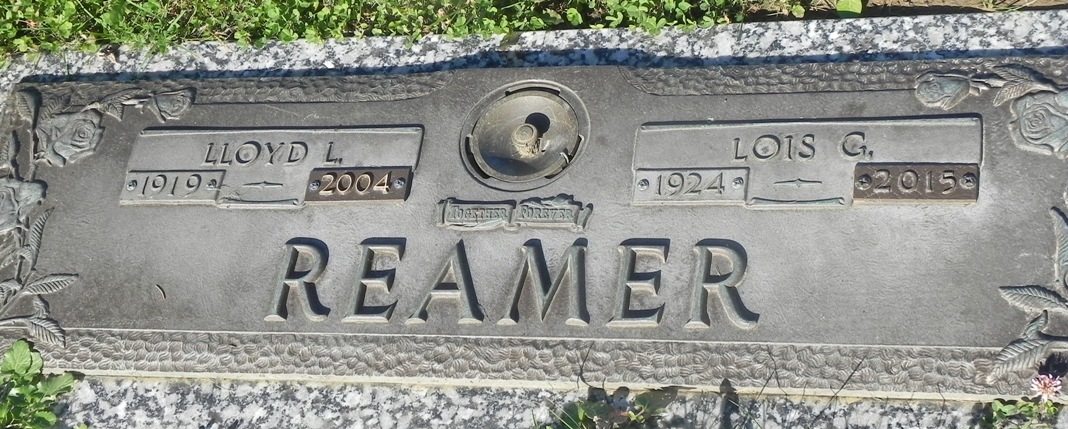 LLOYD L.
1919 - 2004
LOIS G.
1924 - 2015
TOGETHER FOREVER
REAMER